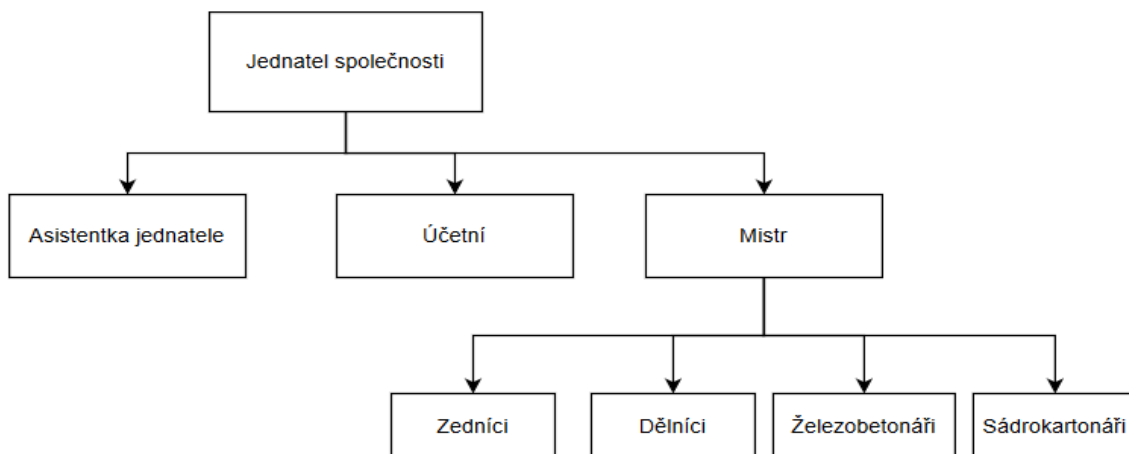 Jednatel společnosti
Asistentka jednatele
Účetní
Mistr
Zedníci
Dělníci
Železobetonáři
Sádrokartonáři